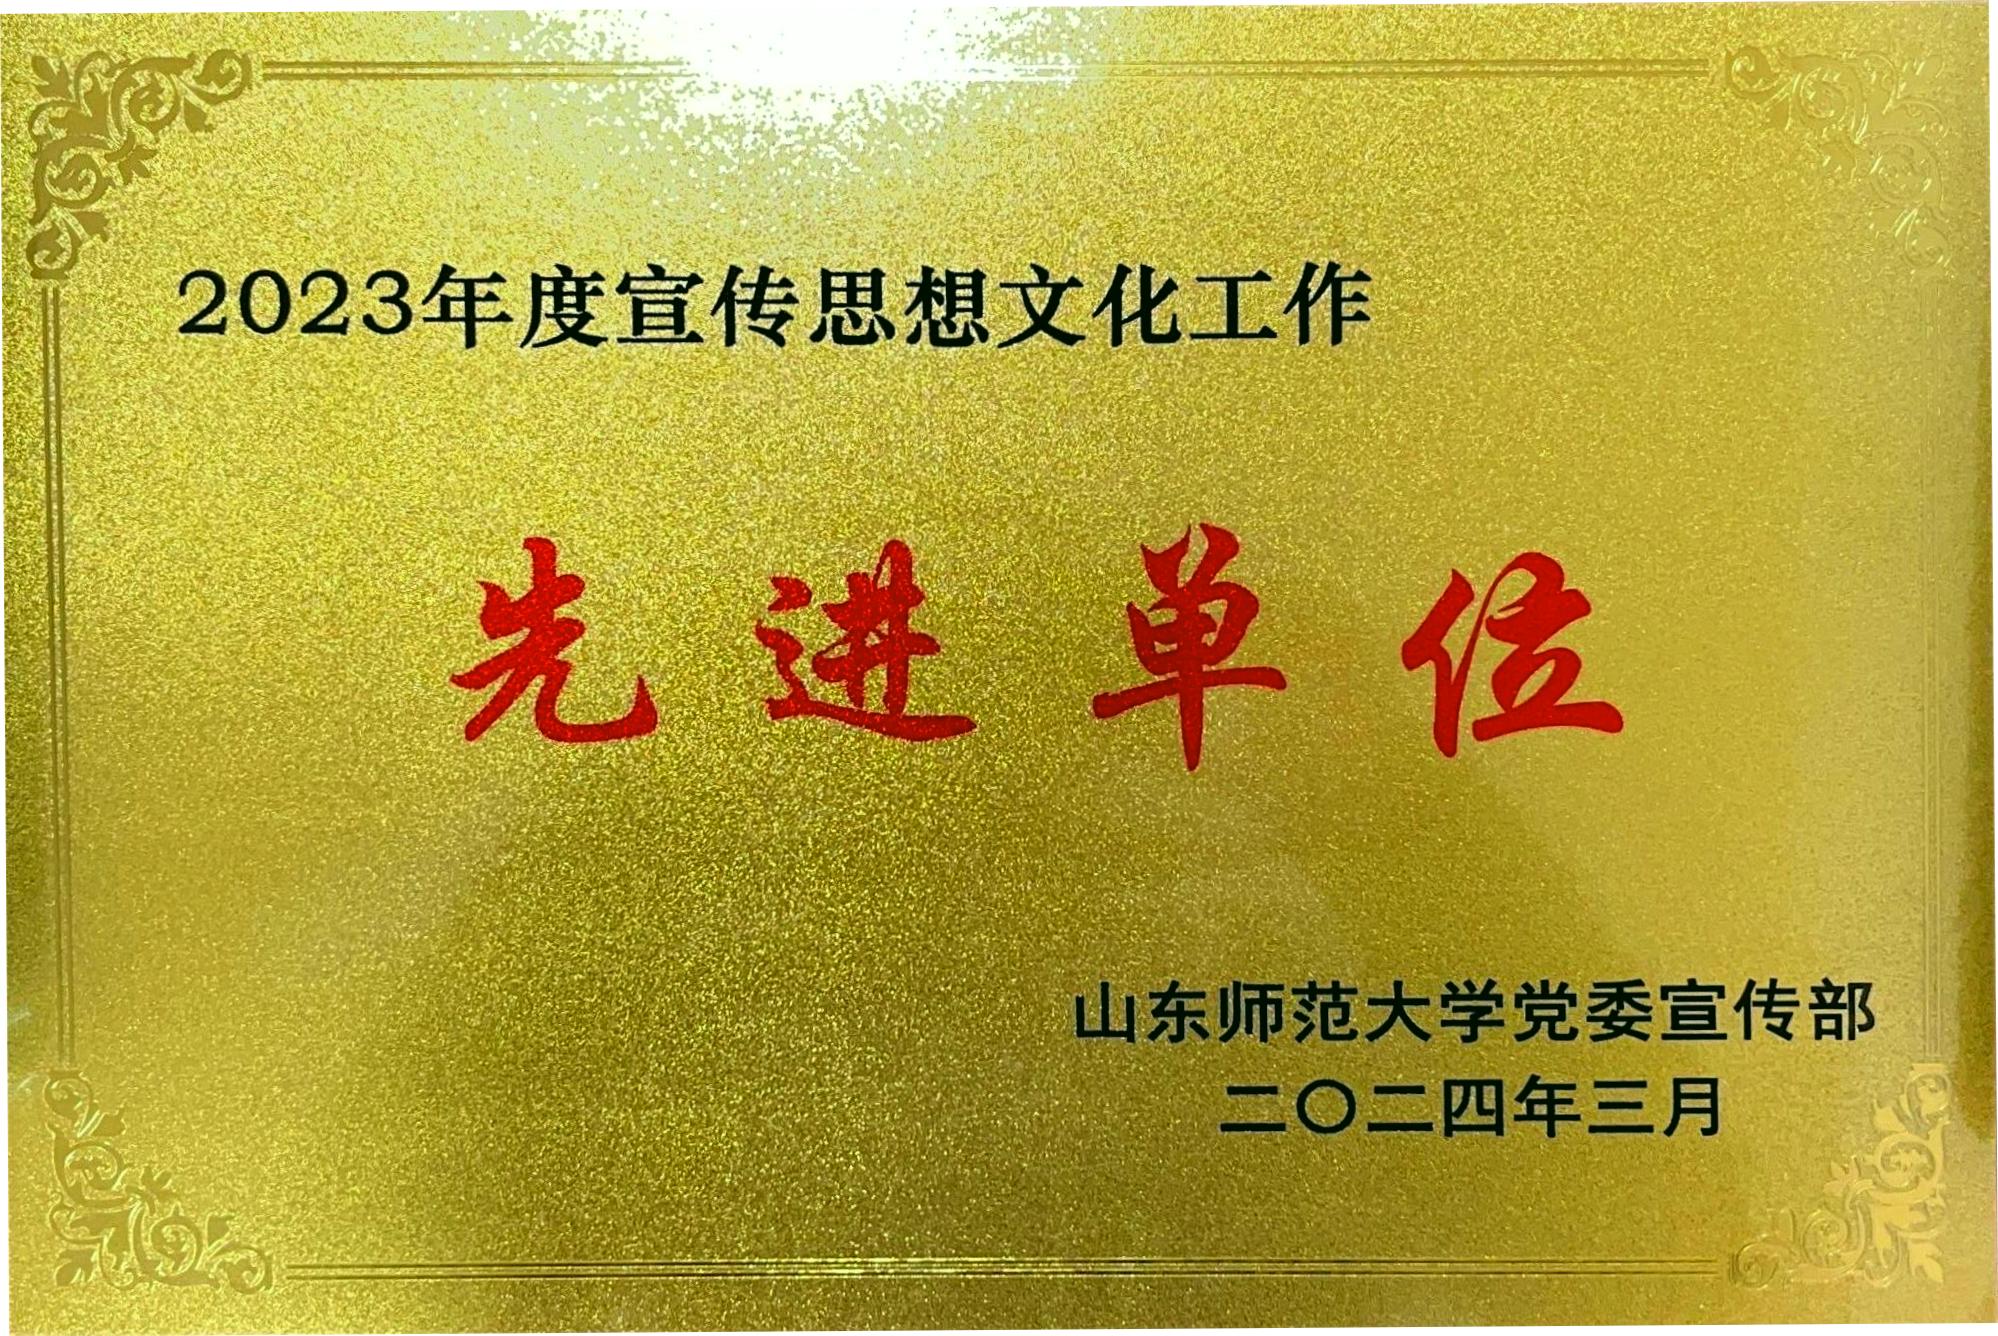 2023年度宣传思想文化工作
先进单位
山东师范大学党委宣传部
二〇二四年三月